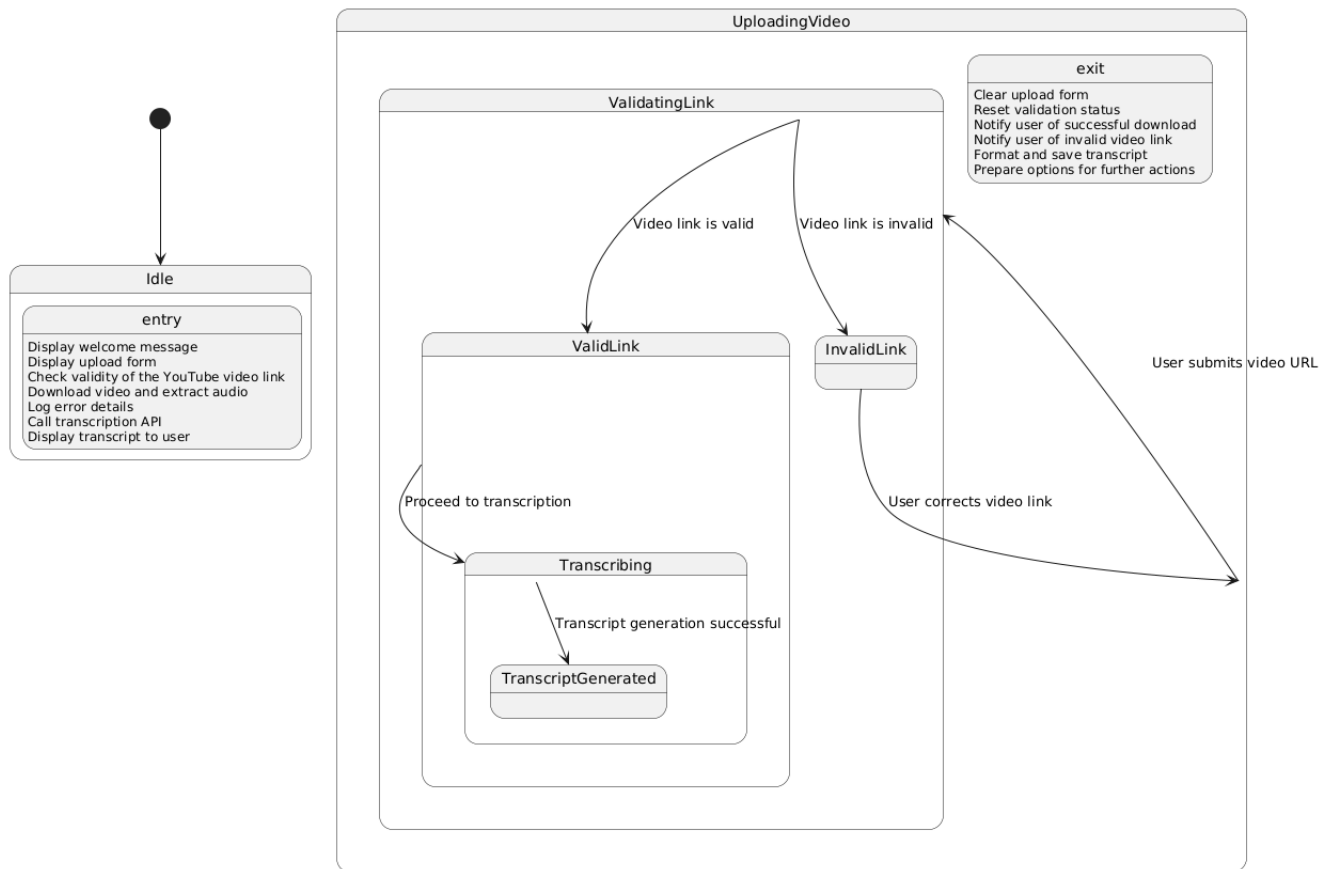 UploadingVideo
exit
Clear upload form
Reset validation status
Notify user of successful download
Notify user of invalid video link
Format and save transcript
Prepare options for further actions
ValidatingLink
Video link is valid
Video link is invalid
Idle
entry
Display welcome message
Display upload form
Check validity of the YouTube video link
Download video and extract audio
Log error details
Call transcription API
Display transcript to user
ValidLink
InvalidLink
User submits video URL
Proceed to transcription
User corrects video link
Transcribing
Transcript generation successful
TranscriptGenerated